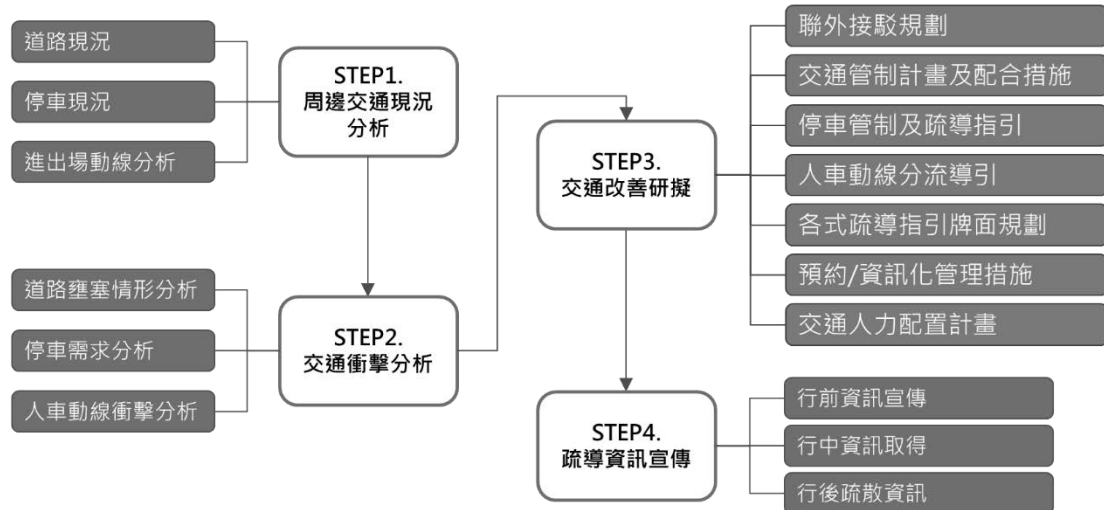 道路現況
停車現況
進出場動線分析
STEP1.
周邊交通現況
分析
道路壅塞情形分析
停車需求分析
人車動線衝擊分析
STEP2.
交通衝擊分析
STEP3.
交通改善研擬
聯外接駁規劃
交通管制計畫及配合措施
停車管制及疏導指引
人車動線分流導引
各式疏導指引牌面規劃
預約/資訊化管理措施
交通人力配置計畫
STEP4.
疏導資訊宣傳
行前資訊宣傳
行中資訊取得
行後疏散資訊